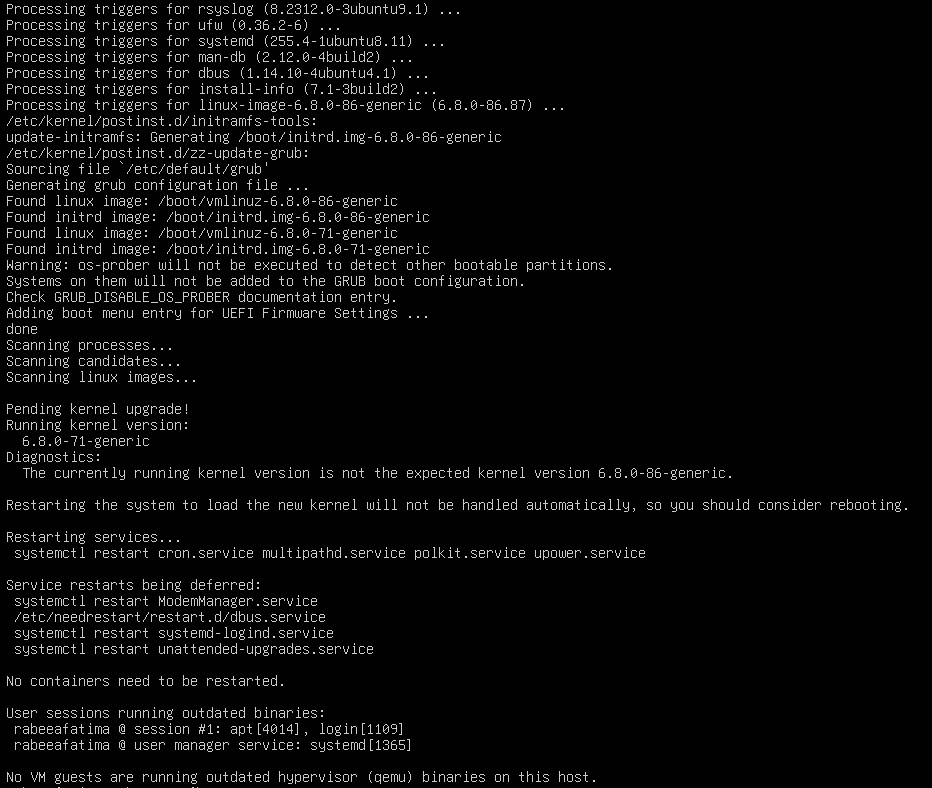 Processing triggers for rsyslog (8.2312.0-3ubuntu9.1) ...
Processing triggers for ufw (0.36.2-6) ...
Processing triggers for systemd (255.4-1ubuntu8.11) ...
Processing triggers for man-db (2.12.0-4build2) ...
Processing triggers for dbus (1.14.10-4ubuntu4.1) ...
Processing triggers for install-info (7.1-3build2) ...
Processing triggers for linux-image-6.8.0-86-generic (6.8.0-86.87) ...
/etc/kernel/postinst.d/initramfs-tools:
update-initramfs: Generating /boot/initrd.img-6.8.0-86-generic
/etc/kernel/postinst.d/zz-update-grub:
Sourcing file `/etc/default/grub'
Generating grub configuration file ...
Found linux image: /boot/vmlinuz-6.8.0-86-generic
Found initrd image: /boot/initrd.img-6.8.0-86-generic
Found linux image: /boot/vmlinuz-6.8.0-71-generic
Found initrd image: /boot/initrd.img-6.8.0-71-generic
Warning: os-prober will not be executed to detect other bootable partitions.
Systems on them will not be added to the GRUB boot configuration.
Check GRUB_DISABLE_OS_PROBER documentation entry.
Adding boot menu entry for UEFI Firmware Settings ...
done
Scanning processes...
Scanning candidates...
Scanning linux images...

Pending kernel upgrade!
Running kernel version:
  6.8.0-71-generic
Diagnostics:
  The currently running kernel version is not the expected kernel version 6.8.0-86-generic.

Restarting the system to load the new kernel will not be handled automatically, so you should consider rebooting.

Restarting services...
 systemctl restart cron.service multipathd.service polkit.service upower.service

Service restarts being deferred:
 systemctl restart ModemManager.service
 /etc/needrestart/restart.d/dbus.service
 systemctl restart systemd-logind.service
 systemctl restart unattended-upgrades.service

No containers need to be restarted.

User sessions running outdated binaries:
 rabeeafatima @ session #1: apt[4014], login[1109]
 rabeeafatima @ user manager service: systemd[1365]

No VM guests are running outdated hypervisor (qemu) binaries on this host.